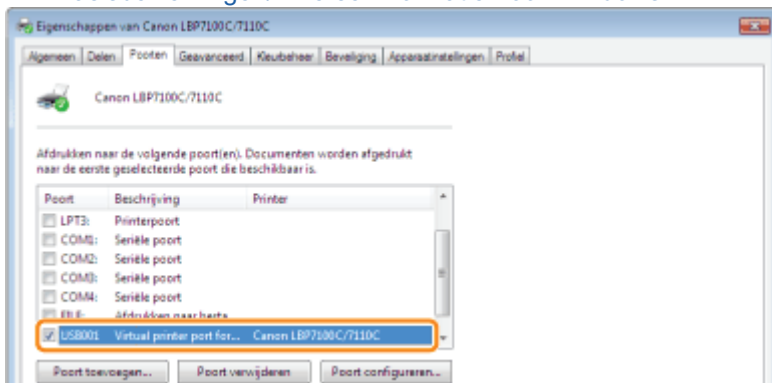 Eigenschappen van Canon LBP7100C/7110C
Algemeen Delen Poorten Geavanceerd Kleurbeheer Beveiliging Apparaatinstellingen Profiel
Canon LBP7100C/7110C
Afdrukken naar de volgende poort(en). Documenten worden afgedrukt
naar de eerste geselecteerde poort die beschikbaar is.
Poort Beschrijving Printer
LPT3: Printerpoort
COM1: Seriële poort
COM2: Seriële poort
COM3: Seriële poort
COM4: Seriële poort
FILE: Afdrukken naar besta
USB001 Virtual printer port for... Canon LBP7100C/7110C
Poort toevoegen... Poort verwijderen Poort configureren...